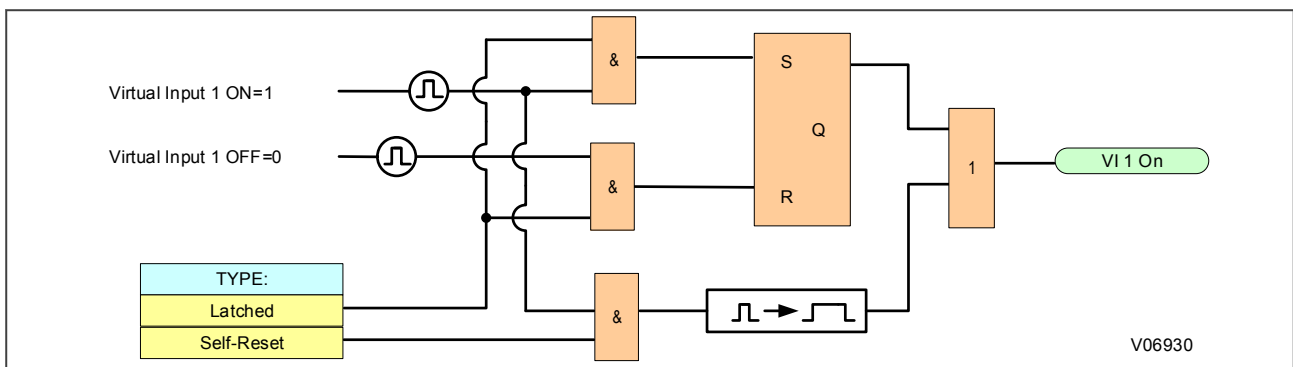 &
S
Virtual Input 1 ON=1
Q
1
VI 1 On
Virtual Input 1 OFF=0
&
R
TYPE:
Latched
Self-Reset
&
V06930